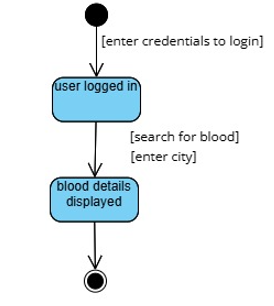 [enter credentials to login]
user logged in
[search for blood]
[enter city]
blood details
displayed